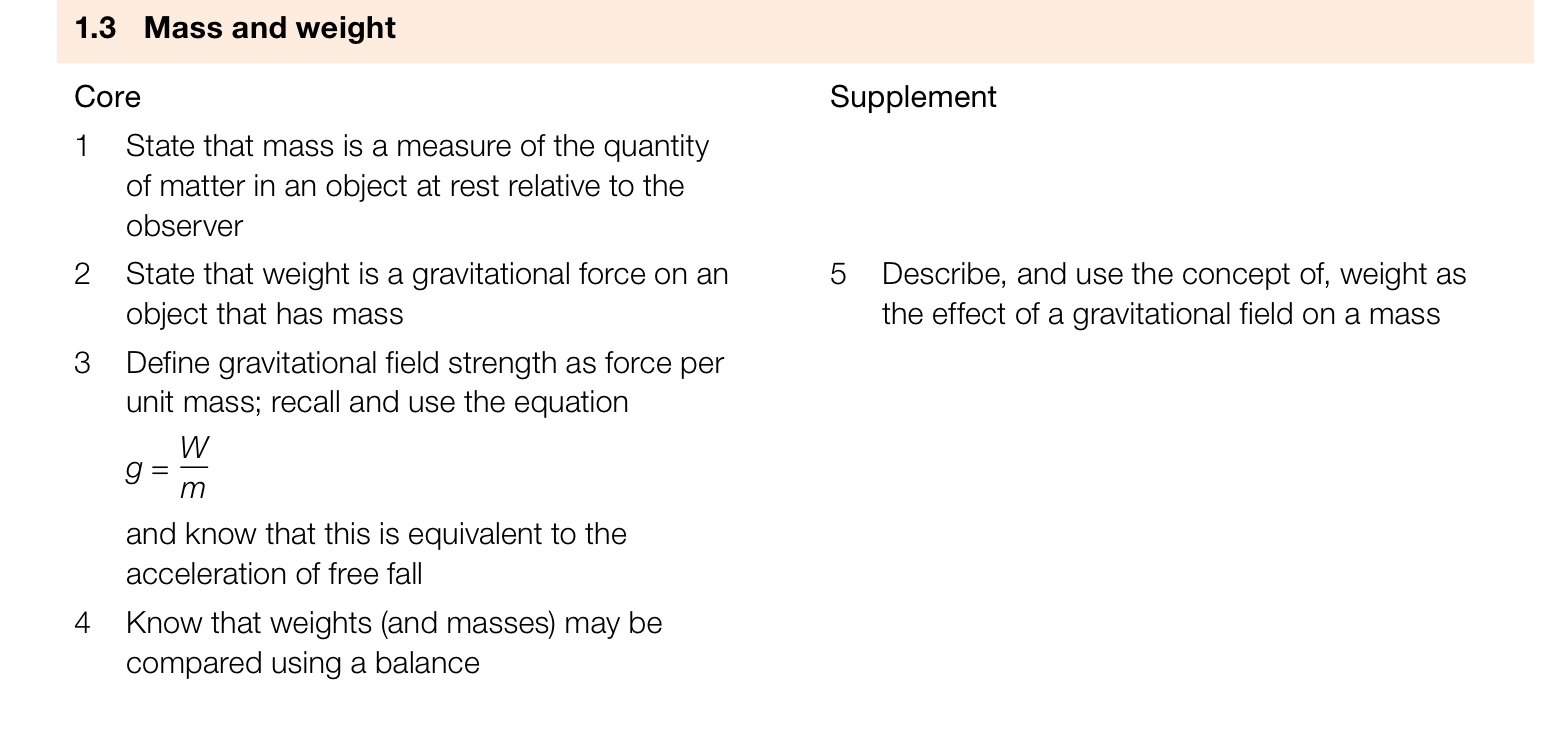 1.3 Mass and weight
Core
1 State that mass is a measure of the quantity
of matter in an object at rest relative to the
observer
2 State that weight is a gravitational force on an
object that has mass
3 Define gravitational field strength as force per
unit mass; recall and use the equation
g = W/m
and know that this is equivalent to the
acceleration of free fall
4 Know that weights (and masses) may be
compared using a balance
Supplement
5 Describe, and use the concept of, weight as
the effect of a gravitational field on a mass